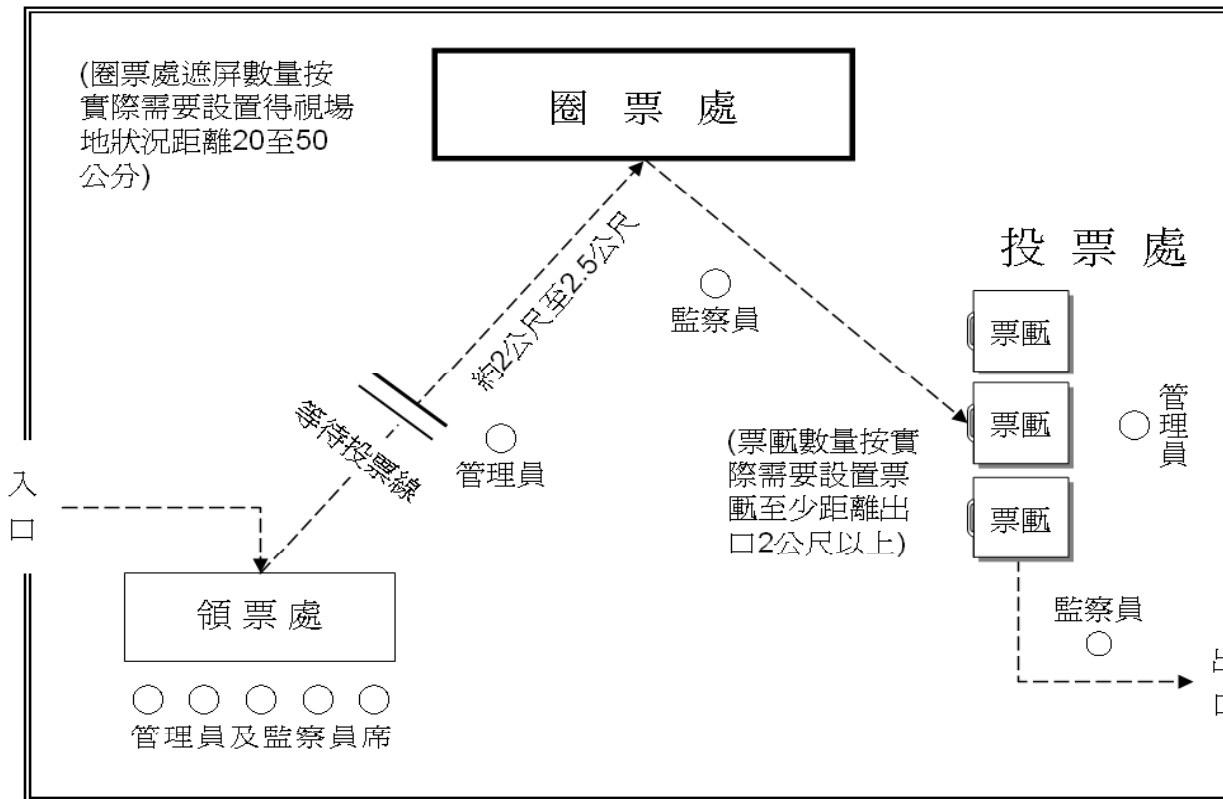 (圈票處遮屏數量按
實際需要設置得視場
地狀況距離20至50
公分)
圈票處
約2公尺至2.5公尺
等待投票線
監察員
投票處
票匭
票匭
票匭
管理員
管理員
(票匭數量按實
際需要設置票
匭至少距離出
口2公尺以上)
入口
領票處
管理員及監察員席
監察員
出口